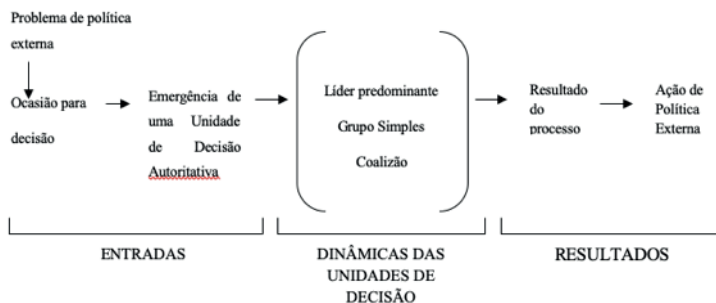 Problema de política
externa
Ocasião para
decisão
Emergência de
uma Unidade
de Decisão
Autoritativa
Líder predominante
Grupo Simples
Coalizão
Resultado
do
processo
Ação de
Política
Externa
ENTRADAS
DINÂMICAS DAS
UNIDADES DE
DECISÃO
RESULTADOS